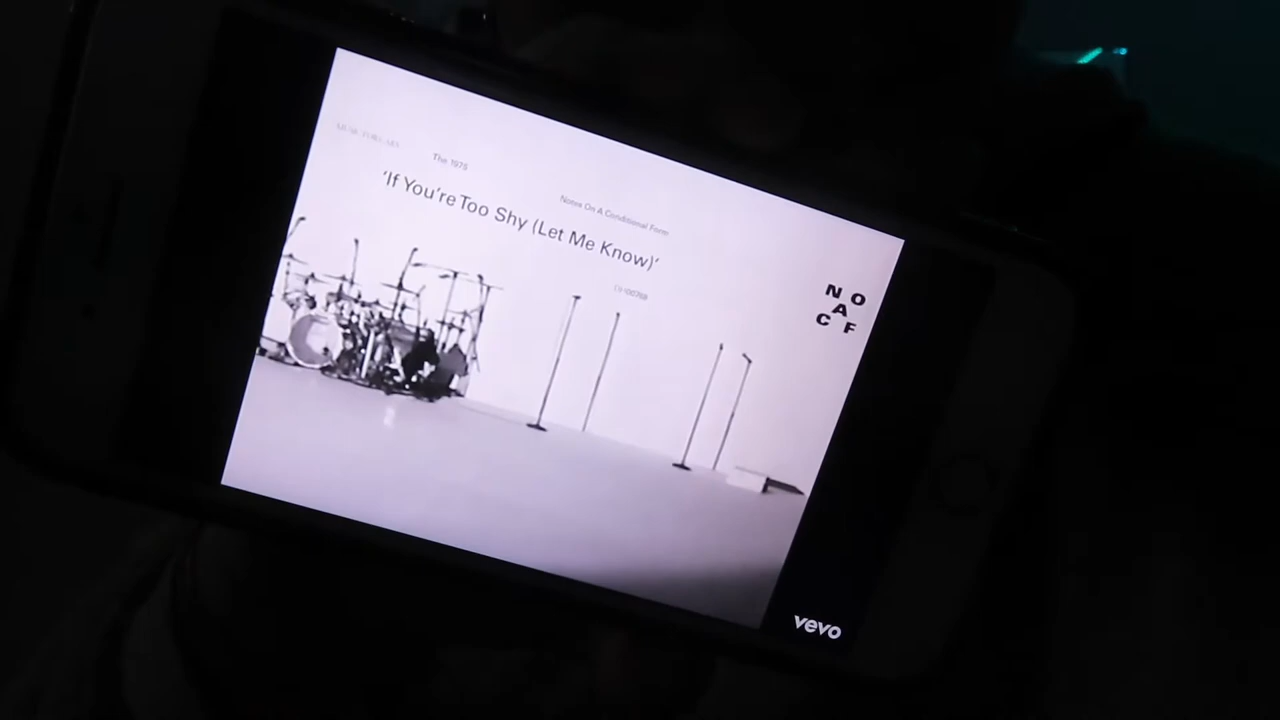 The 1975
Notes On A Conditional Form
'If You're Too Shy (Let Me Know)'
N O
A
C F
vevo